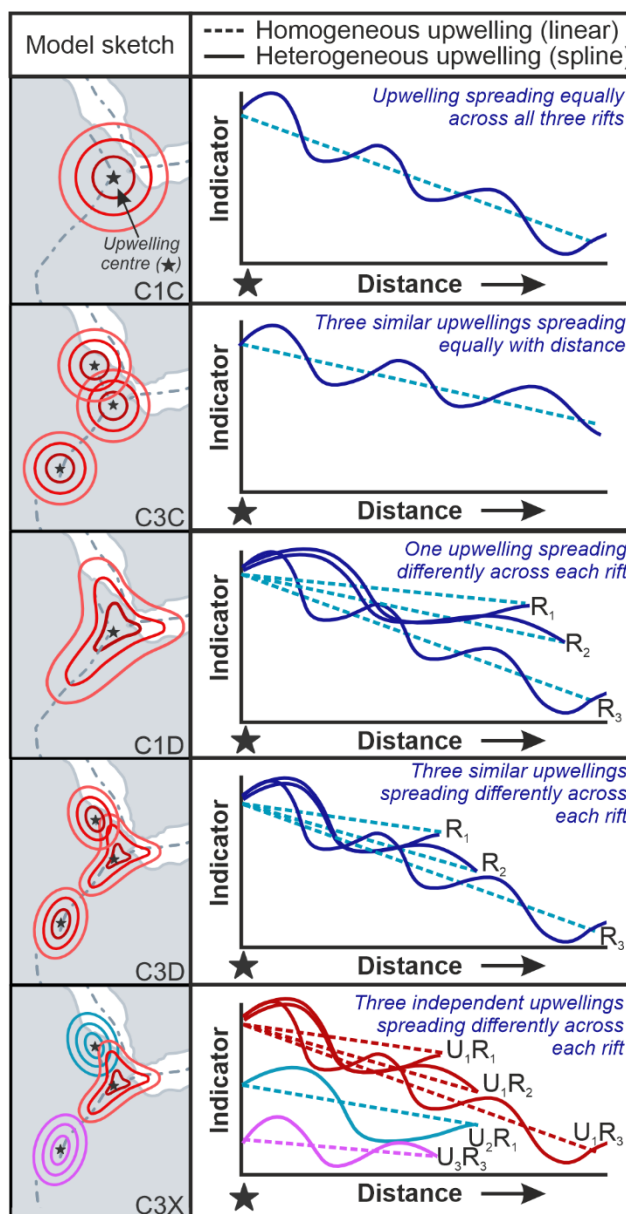 Model sketch
Homogeneous upwelling (linear)
Heterogeneous upwelling (spline)
Upwelling
centre (★)
C1C
Upwelling spreading equally
across all three rifts
Indicator
Distance
C3C
Three similar upwellings spreading
equally with distance
Indicator
Distance
C1D
One upwelling spreading
differently across each rift
Indicator
R₁
R₂
R₃
Distance
C3D
Three similar upwellings
spreading differently across
each rift
Indicator
R₁
R₂
R₃
Distance
C3X
Three independent upwellings
spreading differently across
each rift
Indicator
U₁R₁
U₁R₂
U₂R₁
U₁R₃
U₃R₃
Distance